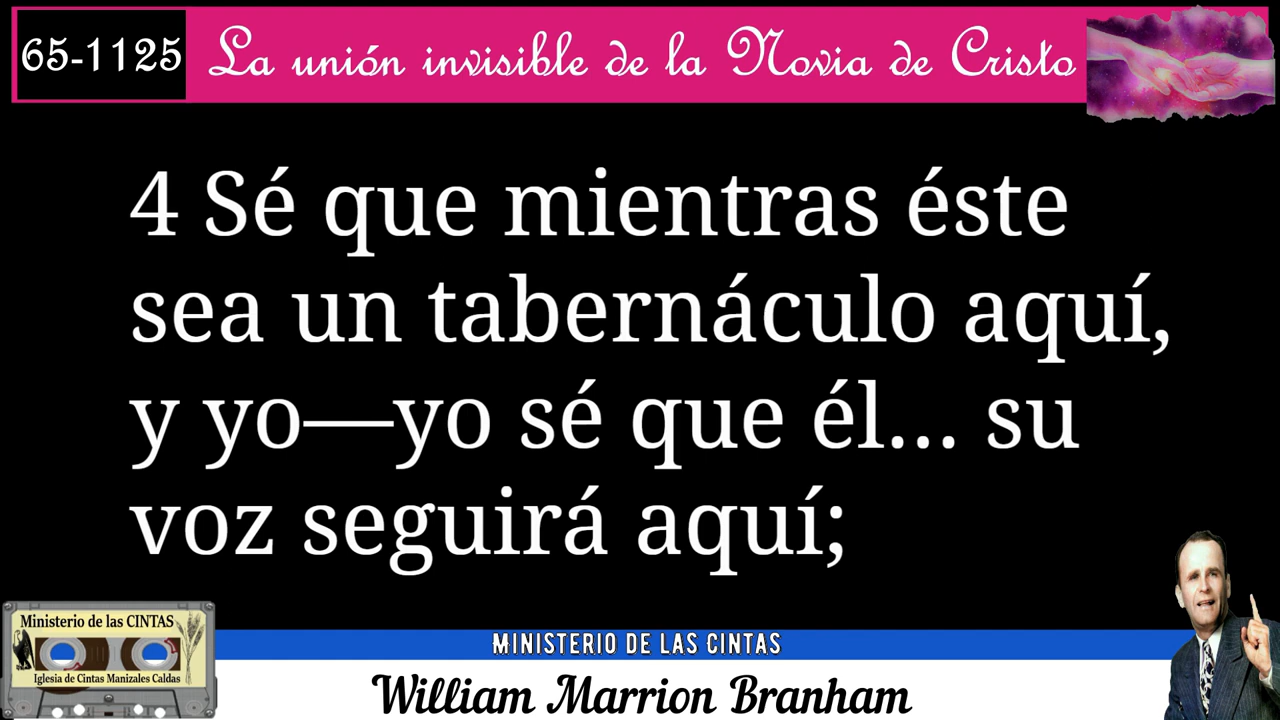 65-1125 La unión invisible de la Novia de Cristo
4 Sé que mientras éste
sea un tabernáculo aquí,
y yo—yo sé que él... su
voz seguirá aquí;
Ministerio de las CINTAS
Iglesia de Cintas Manizales Caldas
MINISTERIO DE LAS CINTAS
William Marrion Branham